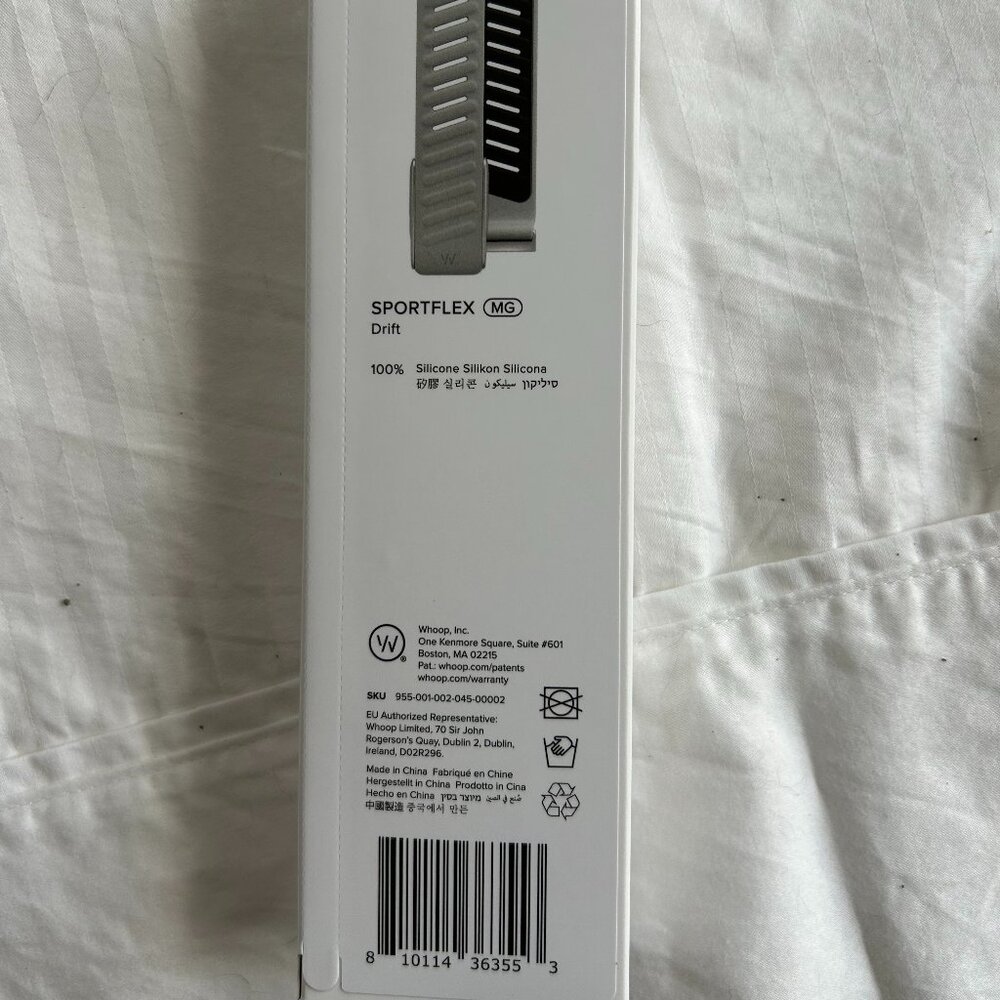 SPORTFLEX MG
Drift
100% Silicone Silikon Silicona
矽膠 실리콘 سيليكون סיליקון
W
Whoop, Inc.
One Kenmore Square, Suite #601
Boston, MA 02215
Pat.: whoop.com/patents
whoop.com/warranty
SKU 955-001-002-045-00002
EU Authorized Representative:
Whoop Limited, 70 Sir John
Rogerson's Quay, Dublin 2, Dublin,
Ireland, D02R296.
Made in China Fabriqué en Chine
Hergestellt in China Prodotto in Cina
Hecho en China מיוצר בסין صُنع في الصين
中國製造 중국에서 만든
8 10114 36355 3